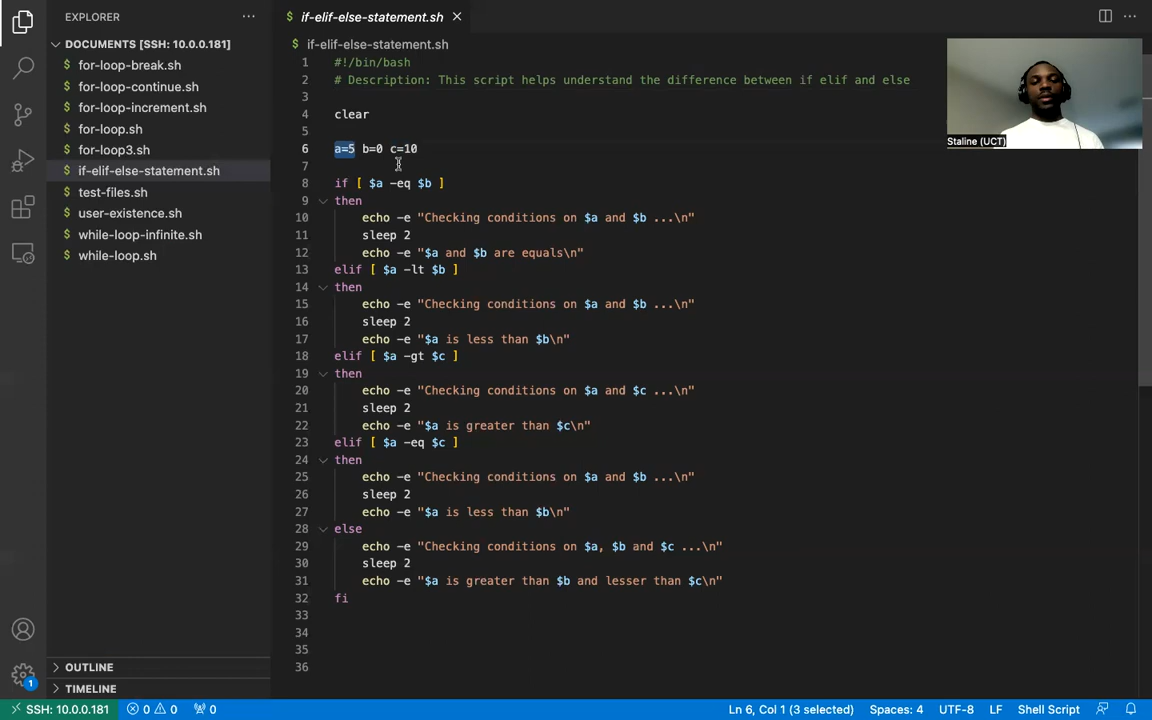 EXPLORER
DOCUMENTS [SSH: 10.0.0.181]
$ for-loop-break.sh
$ for-loop-continue.sh
$ for-loop-increment.sh
$ for-loop.sh
$ for-loop3.sh
$ if-elif-else-statement.sh
$ test-files.sh
$ user-existence.sh
$ while-loop-infinite.sh
$ while-loop.sh
OUTLINE
TIMELINE
1
$ if-elif-else-statement.sh
$ if-elif-else-statement.sh
1 #!/bin/bash
2 # Description: This script helps understand the difference between if elif and else
3
4 clear
5
6 a=5 b=0 c=10
7
8 if [ $a -eq $b ]
9 then
10 echo -e "Checking conditions on $a and $b ...\n"
11 sleep 2
12 echo -e "$a and $b are equals\n"
13 elif [ $a -lt $b ]
14 then
15 echo -e "Checking conditions on $a and $b ...\n"
16 sleep 2
17 echo -e "$a is less than $b\n"
18 elif [ $a -gt $c ]
19 then
20 echo -e "Checking conditions on $a and $c ...\n"
21 sleep 2
22 echo -e "$a is greater than $c\n"
23 elif [ $a -eq $c ]
24 then
25 echo -e "Checking conditions on $a and $b ...\n"
26 sleep 2
27 echo -e "$a is less than $b\n"
28 else
29 echo -e "Checking conditions on $a, $b and $c ...\n"
30 sleep 2
31 echo -e "$a is greater than $b and lesser than $c\n"
32 fi
33
34
35
36
Staline (UCT)
SSH: 10.0.0.181 0 0 0 Ln 6, Col 1 (3 selected) Spaces: 4 UTF-8 LF Shell Script